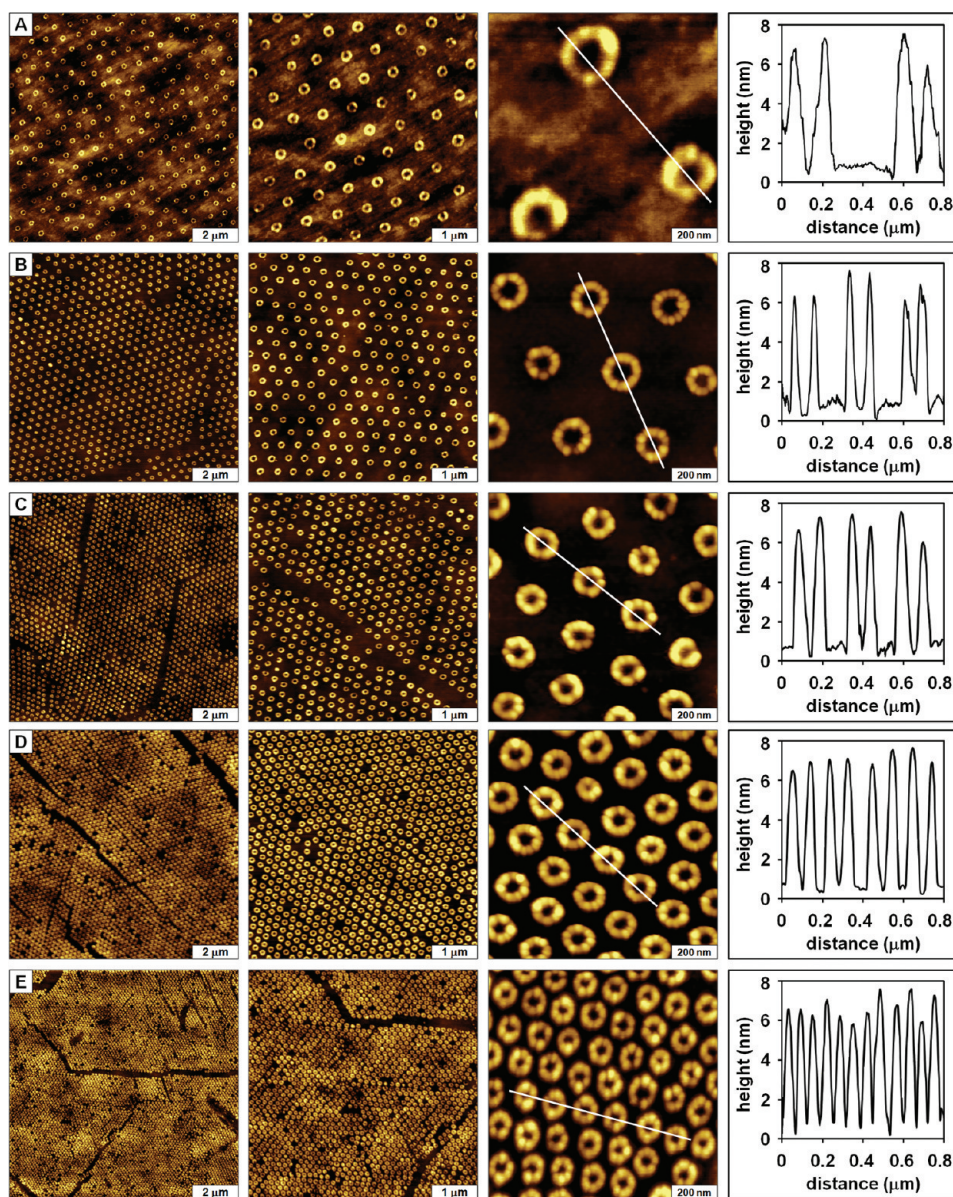 A
2 μm
1 μm
200 nm
height (nm)
8
6
4
2
0
0 0.2 0.4 0.6 0.8
distance (μm)
B
2 μm
1 μm
200 nm
height (nm)
8
6
4
2
0
0 0.2 0.4 0.6 0.8
distance (μm)
C
2 μm
1 μm
200 nm
height (nm)
8
6
4
2
0
0 0.2 0.4 0.6 0.8
distance (μm)
D
2 μm
1 μm
200 nm
height (nm)
8
6
4
2
0
0 0.2 0.4 0.6 0.8
distance (μm)
E
2 μm
1 μm
200 nm
height (nm)
8
6
4
2
0
0 0.2 0.4 0.6 0.8
distance (μm)